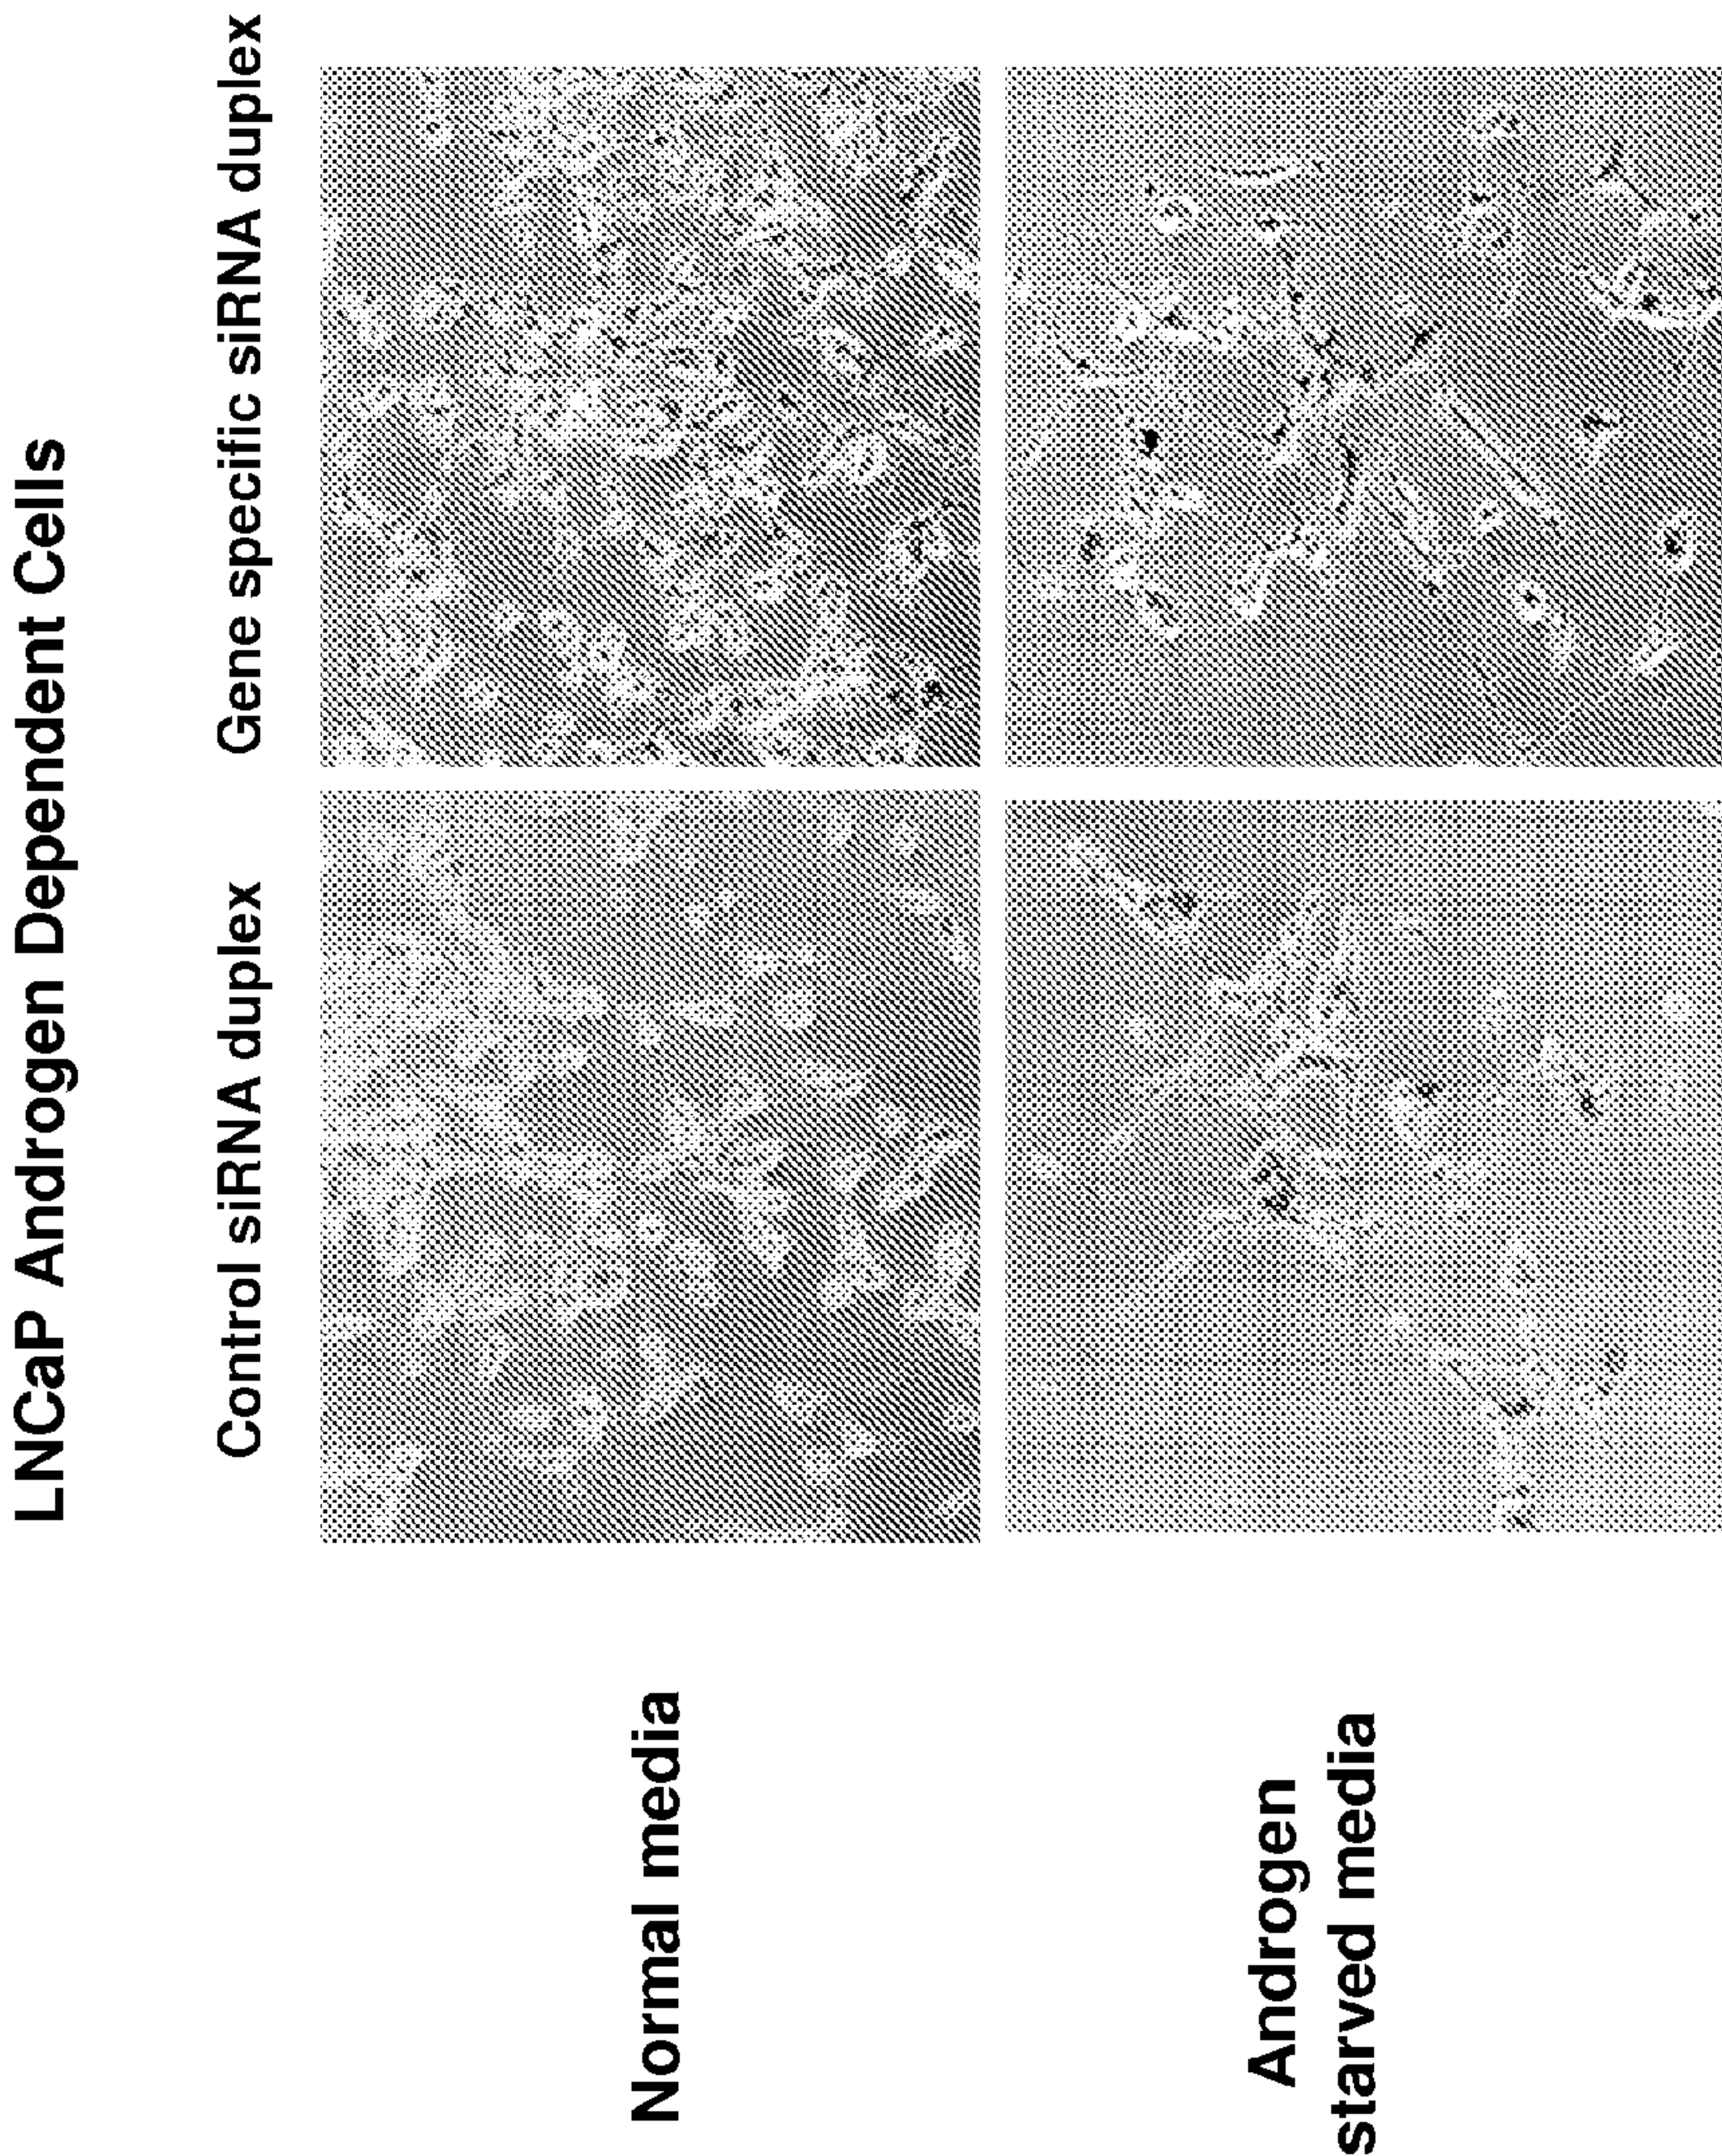 LNCaP Androgen Dependent Cells
Control siRNA duplex Gene specific siRNA duplex
Normal media
Androgen
starved media